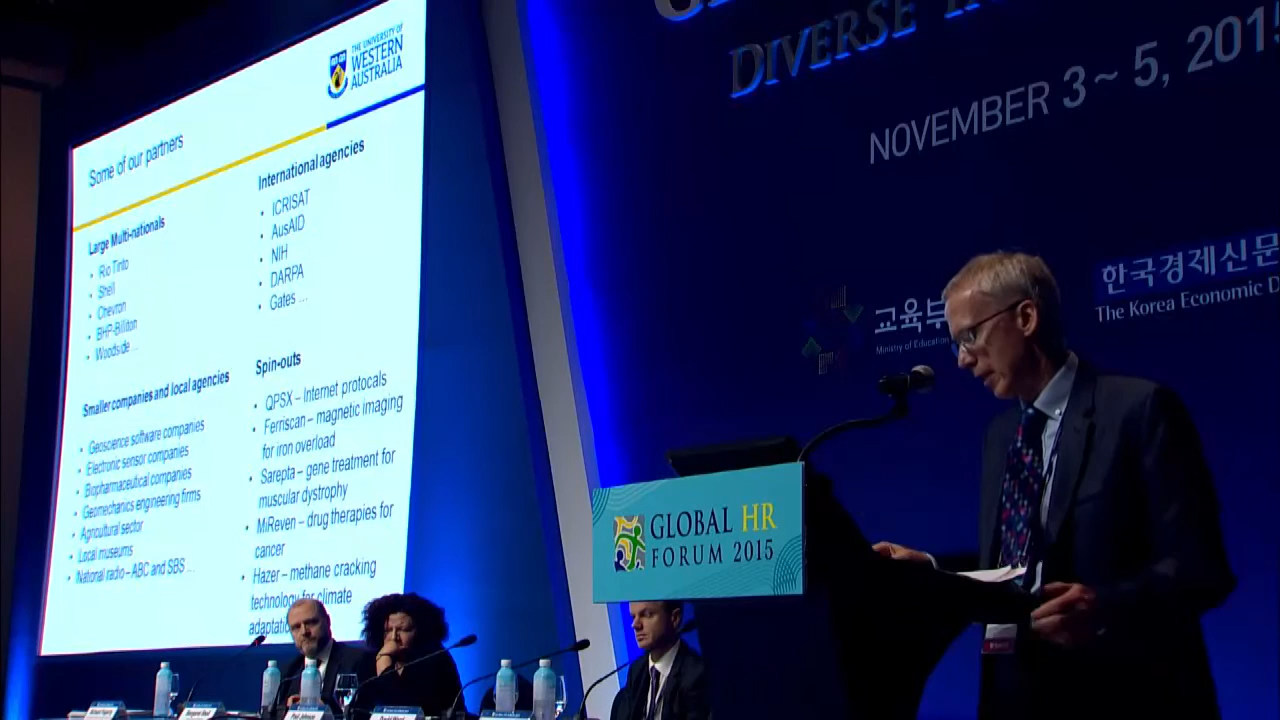 THE UNIVERSITY OF
WESTERN
AUSTRALIA
Some of our partners
Large Multi-nationals
• Rio Tinto
• Shell
• Chevron
• BHP-Billiton
• Woodside ...
Smaller companies and local agencies
• Geoscience software companies
• Electronic sensor companies
• Biopharmaceutical companies
• Geomechanics engineering firms
• Agricultural sector
• Local museums
• National radio – ABC and SBS ...
International agencies
• ICRISAT
• AusAID
• NIH
• DARPA
• Gates ...
Spin-outs
• QPSX – Internet protocals
• Ferriscan – magnetic imaging
for iron overload
• Sarepta – gene treatment for
muscular dystrophy
• MiReven – drug therapies for
cancer
• Hazer – methane cracking
technology for climate
DIVERSE
NOVEMBER 3~5, 2015
교육부
Ministry of Education
한국경제신문
The Korea Economic D
GLOBAL HR
FORUM 2015